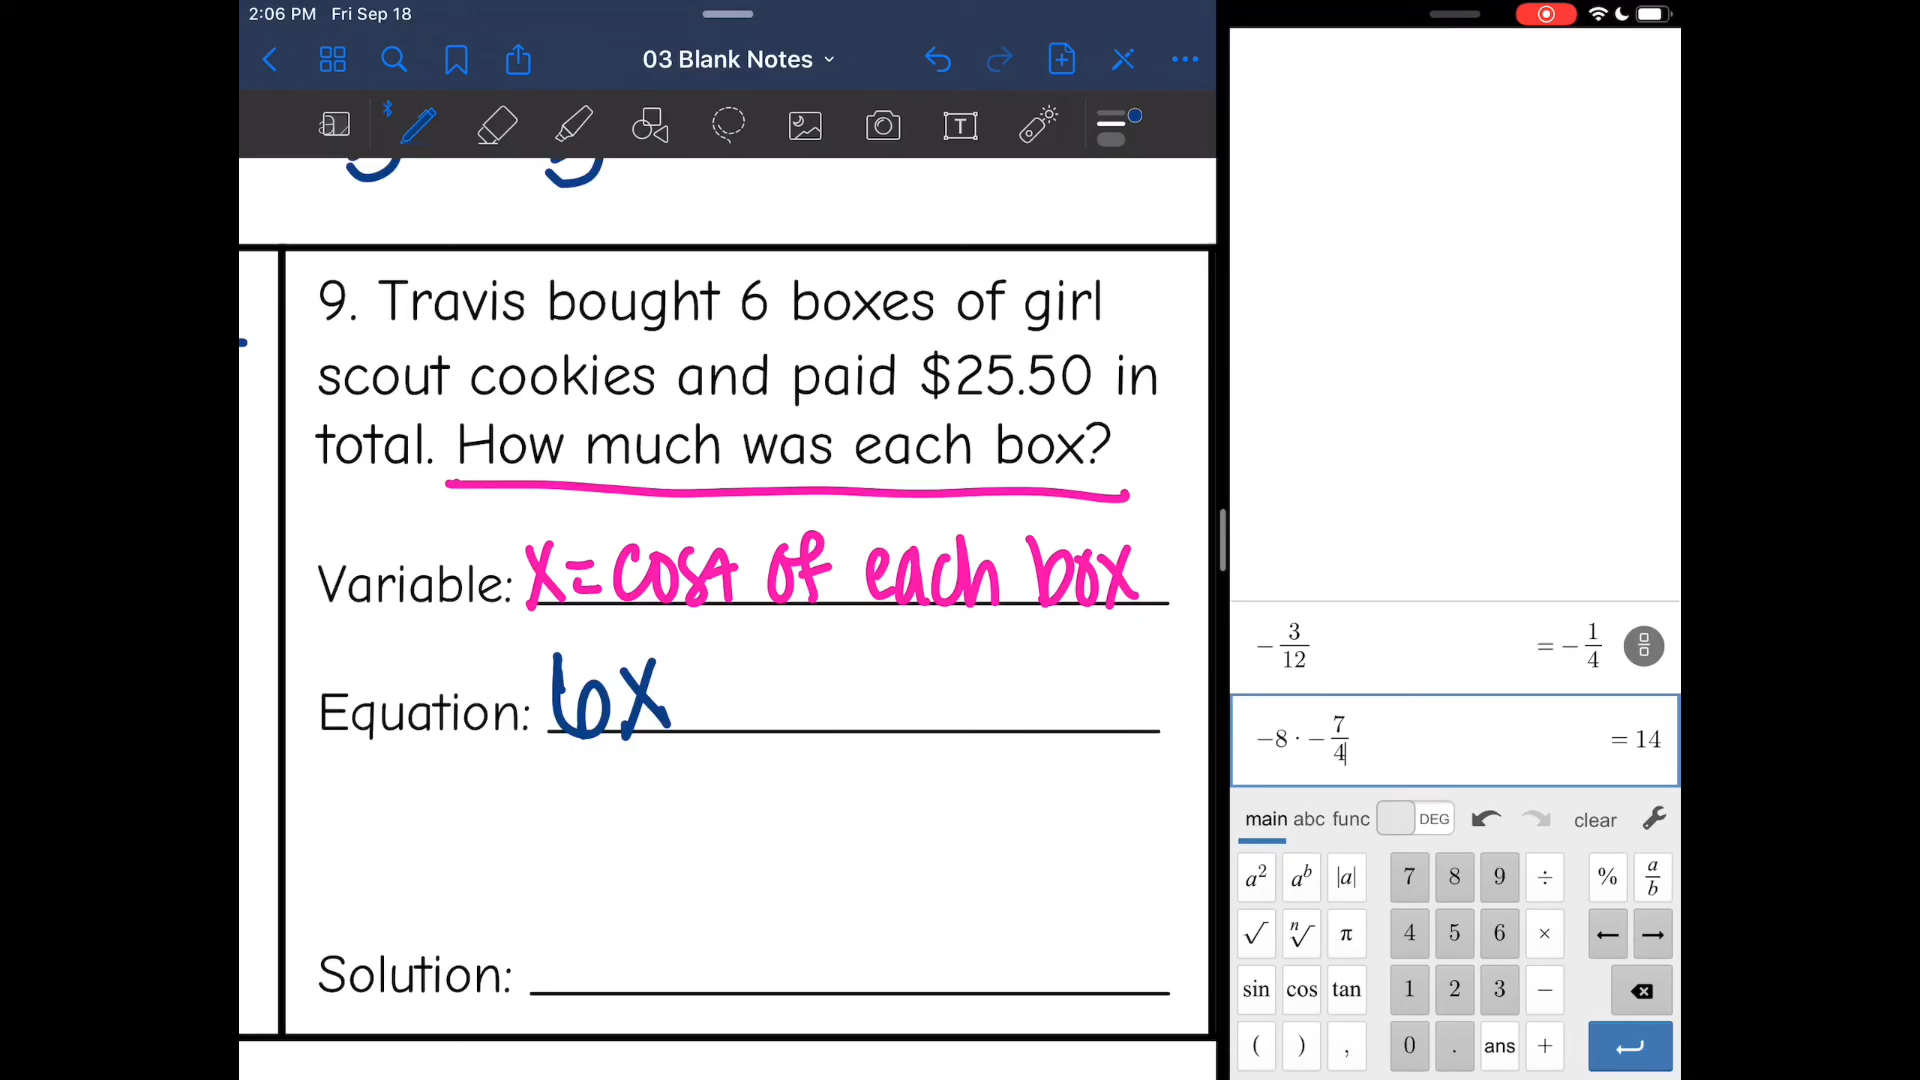 2:06 PM Fri Sep 18
03 Blank Notes
9. Travis bought 6 boxes of girl
scout cookies and paid $25.50 in
total. How much was each box?
Variable: x=cost of each box
Equation: 6x
Solution:
-3/12 = -1/4
-8 · -7/4 = 14
main abc func DEG clear
a² aᵇ |a| 7 8 9 ÷ % a/b
√ ⁿ√ π 4 5 6 × ← →
sin cos tan 1 2 3 −
( ) , 0 . ans +